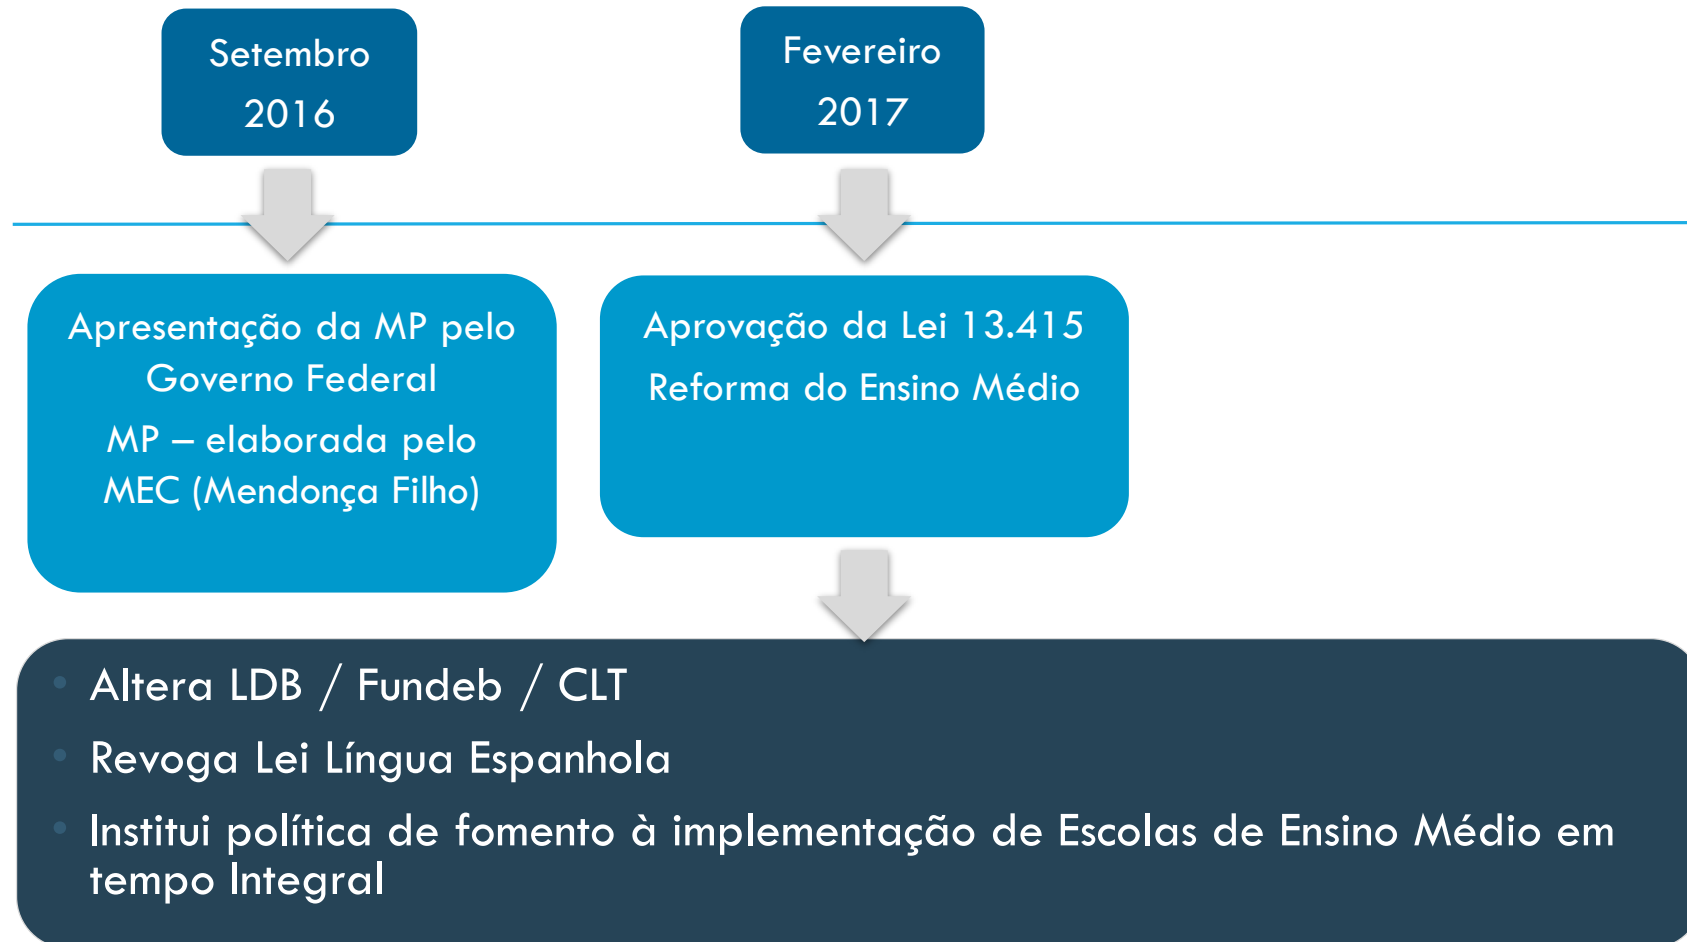 Setembro
2016
Fevereiro
2017
Apresentação da MP pelo
Governo Federal
MP – elaborada pelo
MEC (Mendonça Filho)
Aprovação da Lei 13.415
Reforma do Ensino Médio
• Altera LDB / Fundeb / CLT
• Revoga Lei Língua Espanhola
• Institui política de fomento à implementação de Escolas de Ensino Médio em
tempo Integral